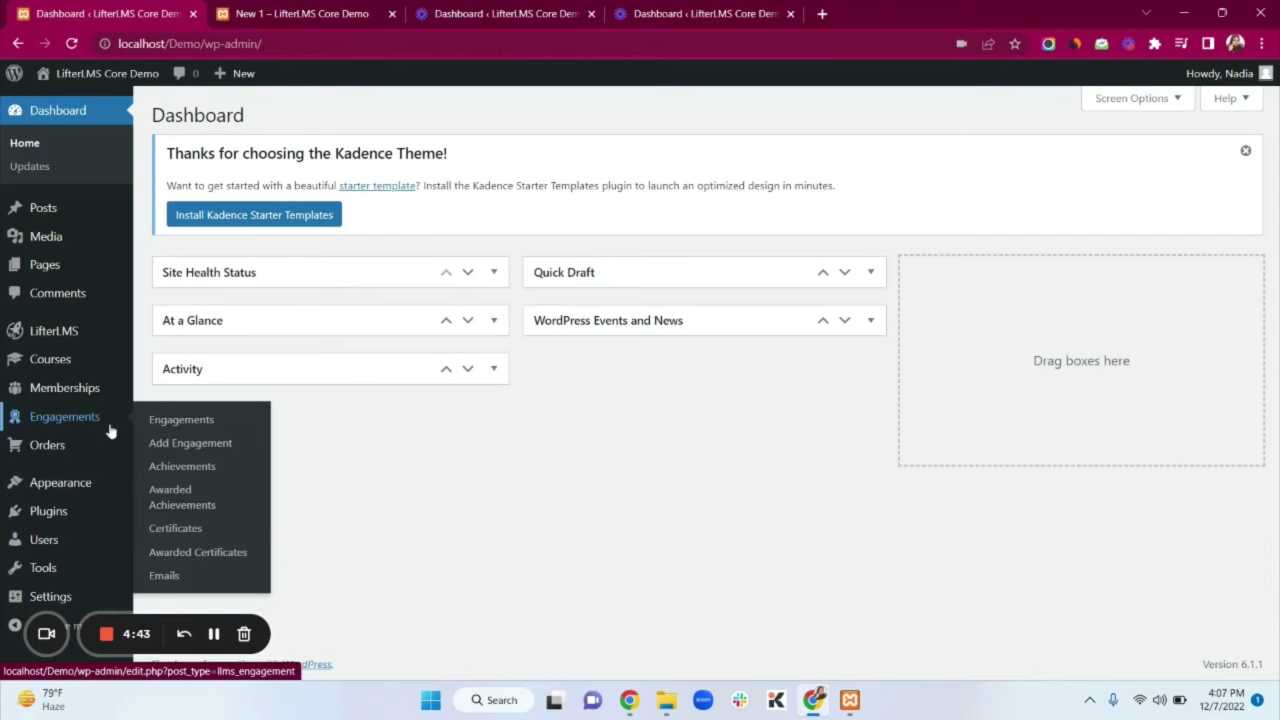 Dashboard ‹ LifterLMS Core Demo
New 1 – LifterLMS Core Demo
Dashboard ‹ LifterLMS Core Dem
Dashboard ‹ LifterLMS Core Dem
localhost/Demo/wp-admin/
LifterLMS Core Demo
0
New
Howdy, Nadia
Dashboard
Home
Updates
Posts
Media
Pages
Comments
LifterLMS
Courses
Memberships
Engagements
Orders
Appearance
Plugins
Users
Tools
Settings
Engagements
Add Engagement
Achievements
Awarded
Achievements
Certificates
Awarded Certificates
Emails
Dashboard
Screen Options
Help
Thanks for choosing the Kadence Theme!
Want to get started with a beautiful starter template? Install the Kadence Starter Templates plugin to launch an optimized design in minutes.
Install Kadence Starter Templates
Site Health Status
Quick Draft
At a Glance
WordPress Events and News
Activity
Drag boxes here
4:43
localhost/Demo/wp-admin/edit.php?post_type=llms_engagement
Version 6.1.1
79°F
Haze
Search
zoom
4:07 PM
12/7/2022
1